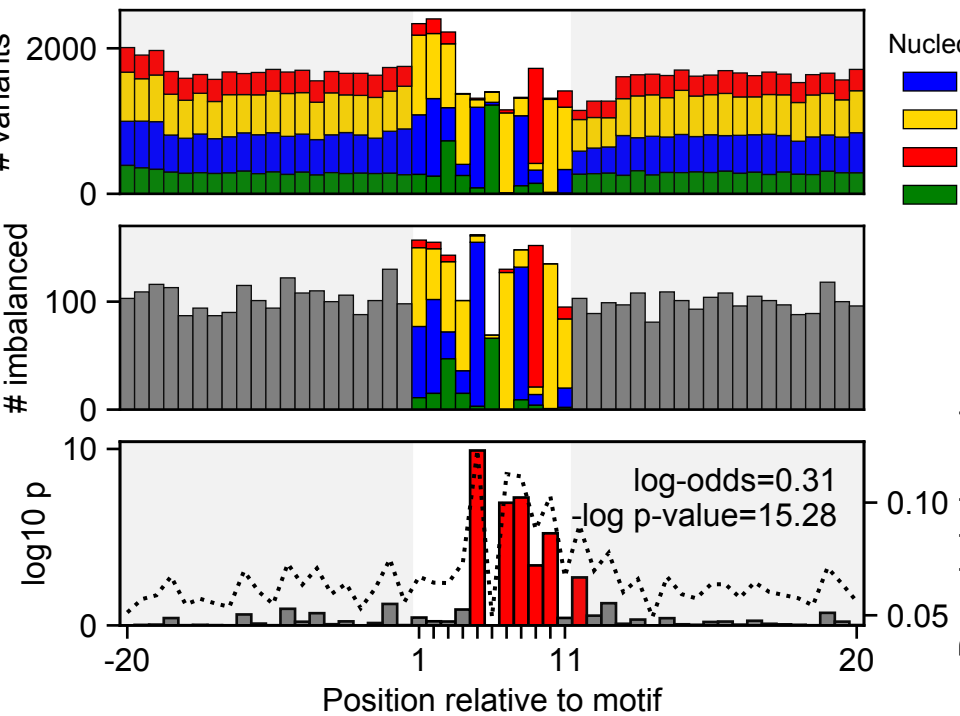 2000
0
# variants
Nucleo
100
0
# imbalanced
10
0
log10 p
log-odds=0.31
-log p-value=15.28
0.10
0.05
-20 1 11 20
Position relative to motif